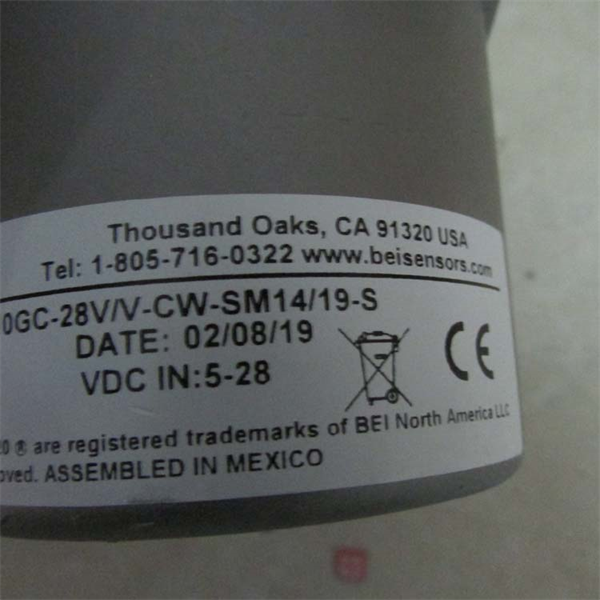 Thousand Oaks, CA 91320 USA
Tel: 1-805-716-0322 www.beisensors.com
0GC-28V/V-CW-SM14/19-S
DATE: 02/08/19
VDC IN:5-28
CE
20 ® are registered trademarks of BEI North America LLC
oved. ASSEMBLED IN MEXICO